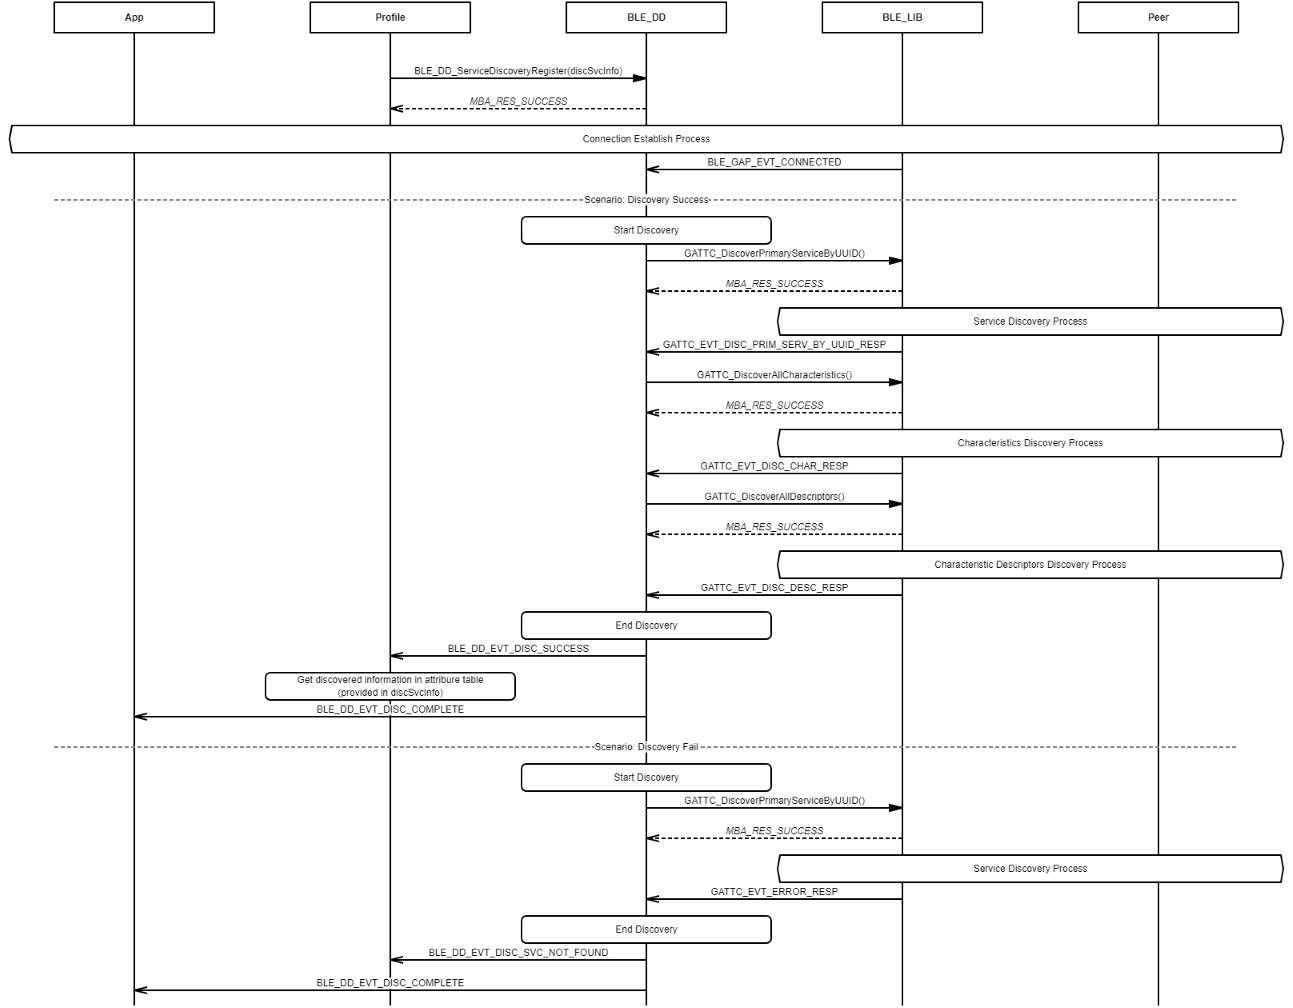 App
Profile
BLE_DD
BLE_LIB
Peer
BLE_DD_ServiceDiscoveryRegister(discSvcInfo)
MBA_RES_SUCCESS
Connection Establish Process
BLE_GAP_EVT_CONNECTED
Scenario: Discovery Success
Start Discovery
GATTC_DiscoverPrimaryServiceByUUID()
MBA_RES_SUCCESS
Service Discovery Process
GATTC_EVT_DISC_PRIM_SERV_BY_UUID_RESP
GATTC_DiscoverAllCharacteristics()
MBA_RES_SUCCESS
Characteristics Discovery Process
GATTC_EVT_DISC_CHAR_RESP
GATTC_DiscoverAllDescriptors()
MBA_RES_SUCCESS
Characteristic Descriptors Discovery Process
GATTC_EVT_DISC_DESC_RESP
End Discovery
BLE_DD_EVT_DISC_SUCCESS
Get discovered information in attribure table
(provided in discSvcInfo)
BLE_DD_EVT_DISC_COMPLETE
Scenario: Discovery Fail
Start Discovery
GATTC_DiscoverPrimaryServiceByUUID()
MBA_RES_SUCCESS
Service Discovery Process
GATTC_EVT_ERROR_RESP
End Discovery
BLE_DD_EVT_DISC_SVC_NOT_FOUND
BLE_DD_EVT_DISC_COMPLETE